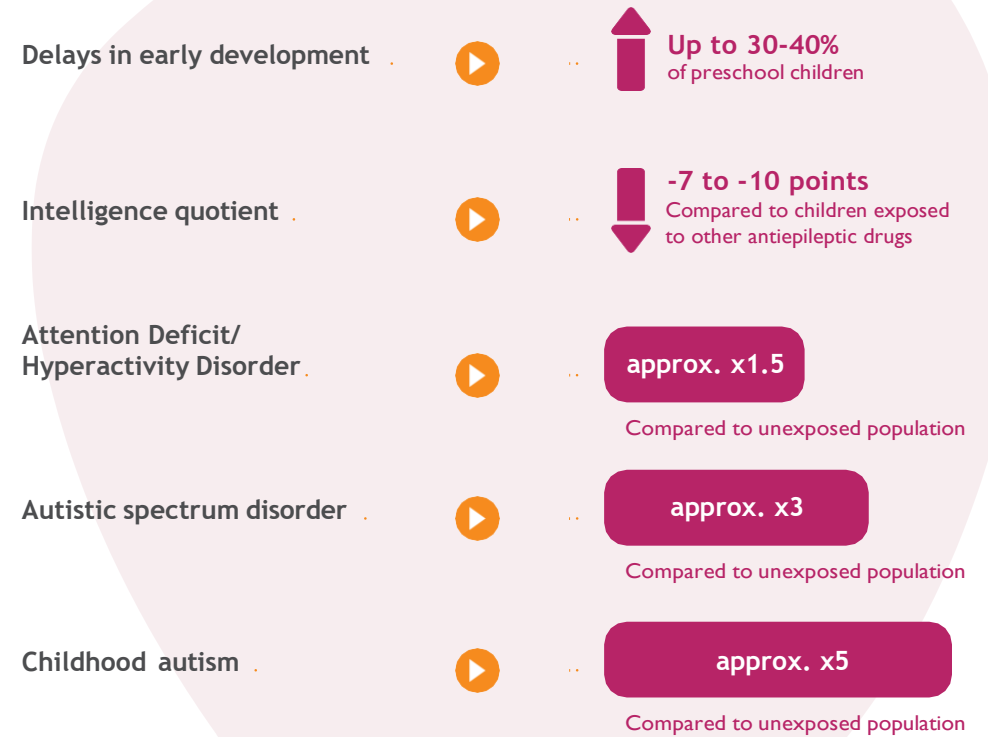 Delays in early development
Up to 30-40%
of preschool children
Intelligence quotient
-7 to -10 points
Compared to children exposed
to other antiepileptic drugs
Attention Deficit/
Hyperactivity Disorder
approx. x1.5
Compared to unexposed population
Autistic spectrum disorder
approx. x3
Compared to unexposed population
Childhood autism
approx. x5
Compared to unexposed population